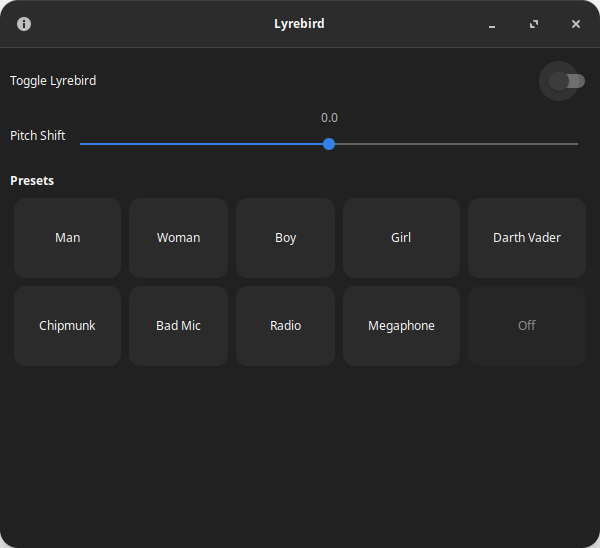 Lyrebird
Toggle Lyrebird
0.0
Pitch Shift
Presets
Man Woman Boy Girl Darth Vader
Chipmunk Bad Mic Radio Megaphone Off